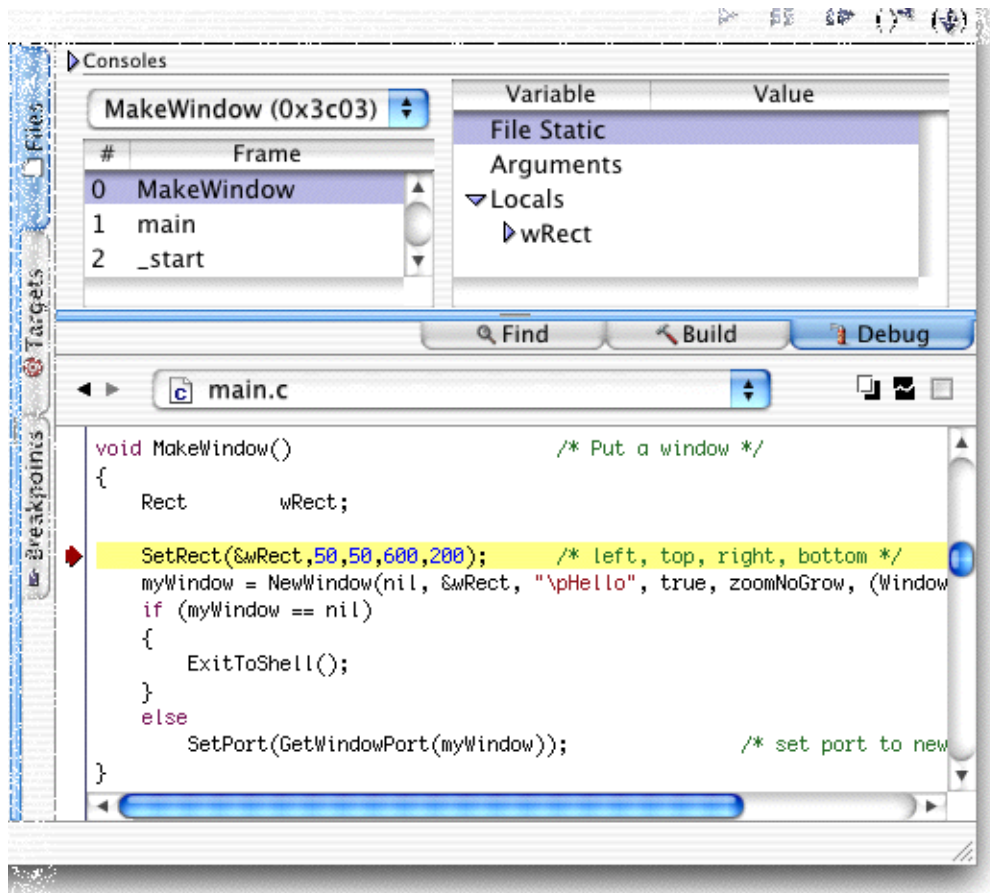 Consoles
MakeWindow (0x3c03)
Variable Value
File Static
Arguments
Locals
wRect
# Frame
0 MakeWindow
1 main
2 _start
Files
Targets
Breakpoints
Find Build Debug
main.c
void MakeWindow() /* Put a window */
{
Rect wRect;
SetRect(&wRect,50,50,600,200); /* left, top, right, bottom */
myWindow = NewWindow(nil, &wRect, "\pHello", true, zoomNoGrow, (Window
if (myWindow == nil)
{
ExitToShell();
}
else
SetPort(GetWindowPort(myWindow)); /* set port to new
}